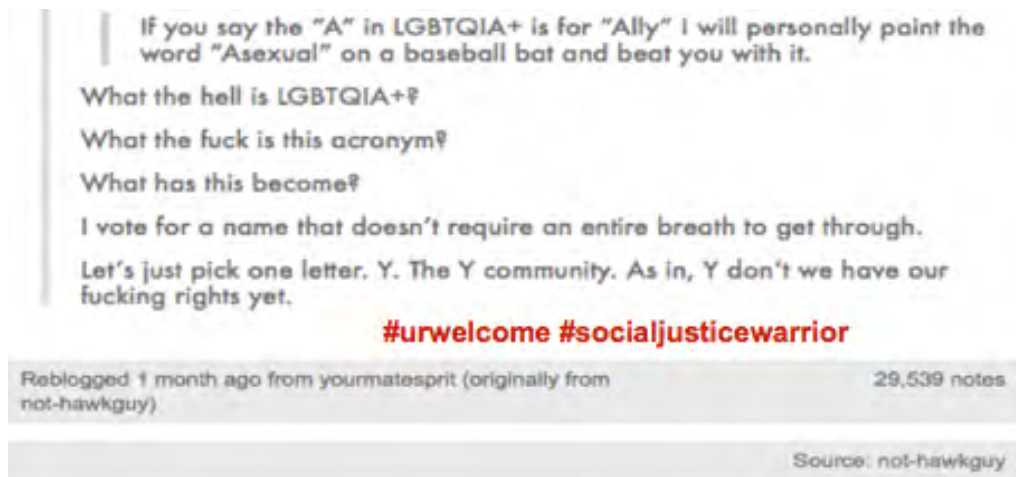 If you say the "A" in LGBTQIA+ is for "Ally" I will personally paint the
word "Asexual" on a baseball bat and beat you with it.
What the hell is LGBTQIA+?
What the fuck is this acronym?
What has this become?
I vote for a name that doesn't require an entire breath to get through.
Let's just pick one letter. Y. The Y community. As in, Y don't we have our
fucking rights yet.
#urwelcome #socialjusticewarrior
Reblogged 1 month ago from yourmatesprit (originally from
not-hawkguy)
29,539 notes
Source: not-hawkguy